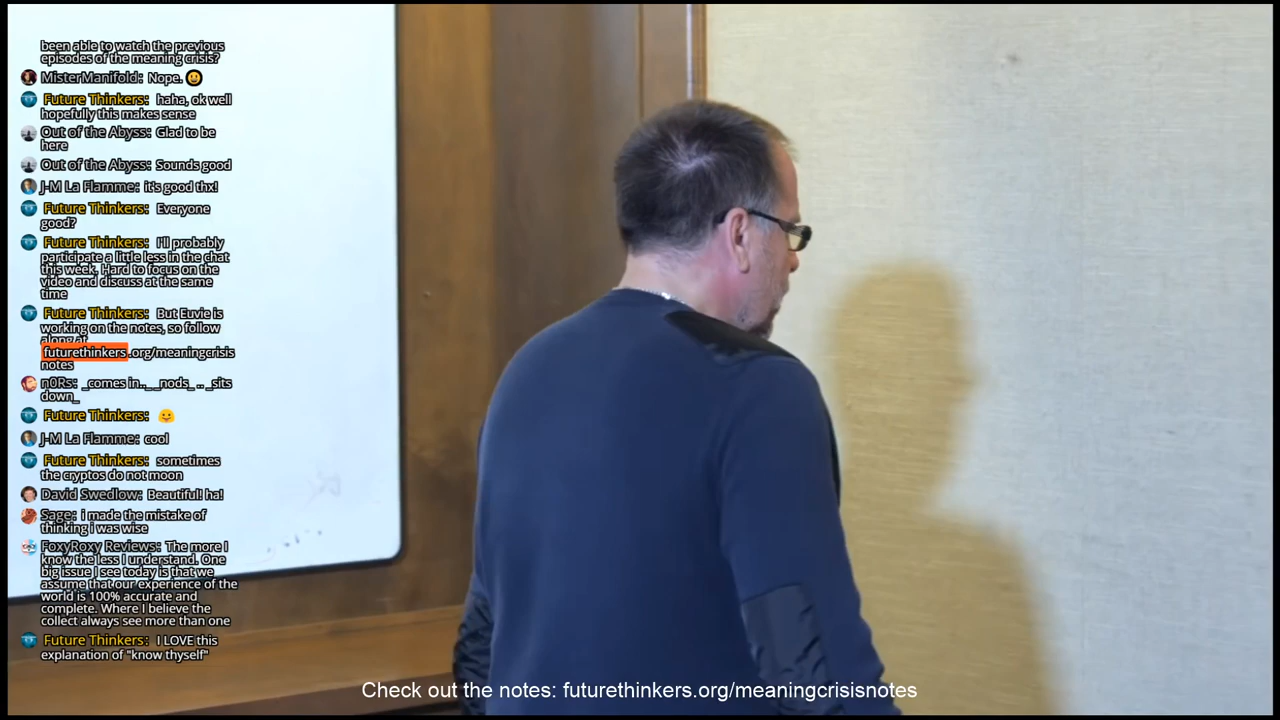 been able to watch the previous
episodes of the meaning crisis?
MisterManifold: Nope.
Future Thinkers: haha, ok well
hopefully this makes sense
Out of the Abyss: Glad to be
here
Out of the Abyss: Sounds good
J-M La Flamme: it's good thx!
Future Thinkers: Everyone
good?
Future Thinkers: I'll probably
participate a little less in the chat
this week. Hard to focus on the
video and discuss at the same
time
Future Thinkers: But Euvie is
working on the notes, so follow
along at
futurethinkers.org/meaningcrisis
notes
n0Rs: _comes in.._ _nods_ .. _sits
down_
Future Thinkers:
J-M La Flamme: cool
Future Thinkers: sometimes
the cryptos do not moon
David Swedlow: Beautiful! ha!
Sage: i made the mistake of
thinking i was wise
FoxyRoxy Reviews: The more I
know the less I understand. One
big issue I see today is that we
assume that our experience of the
world is 100% accurate and
complete. Where I believe the
collect always see more than one
Future Thinkers: I LOVE this
explanation of "know thyself"
Check out the notes: futurethinkers.org/meaningcrisisnotes